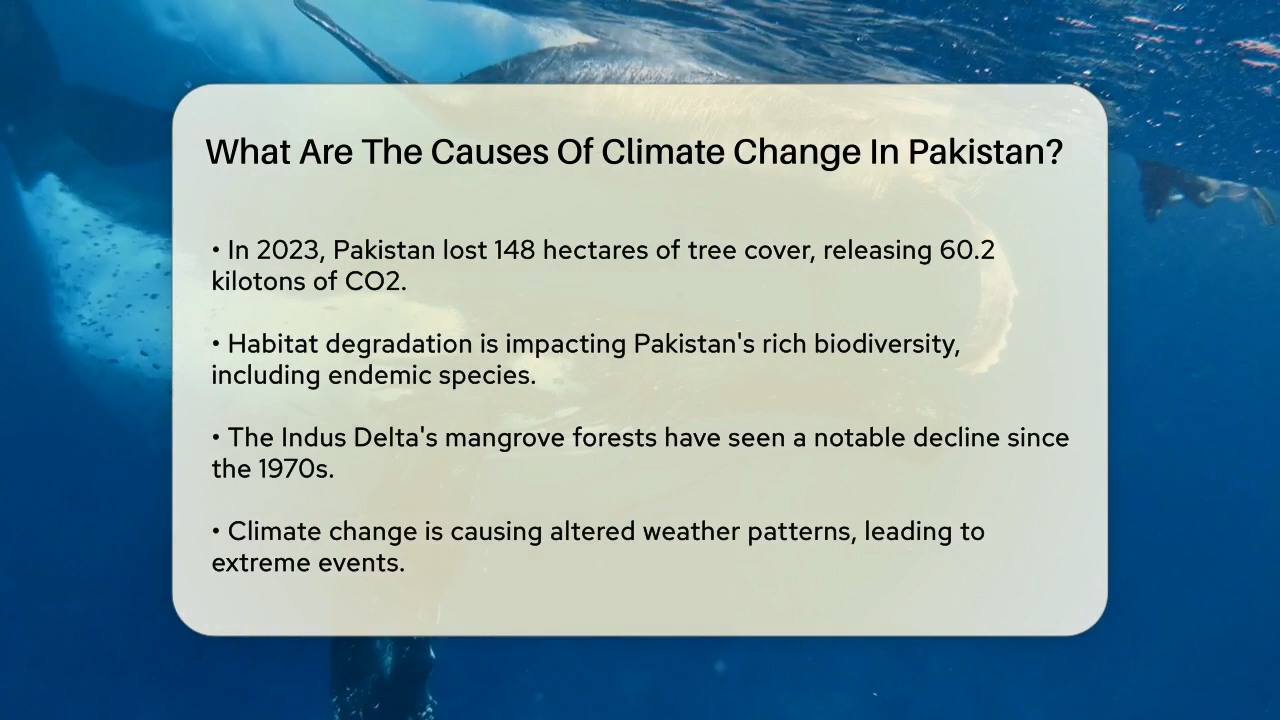 What Are The Causes Of Climate Change In Pakistan?
• In 2023, Pakistan lost 148 hectares of tree cover, releasing 60.2
kilotons of CO2.
• Habitat degradation is impacting Pakistan's rich biodiversity,
including endemic species.
• The Indus Delta's mangrove forests have seen a notable decline since
the 1970s.
• Climate change is causing altered weather patterns, leading to
extreme events.